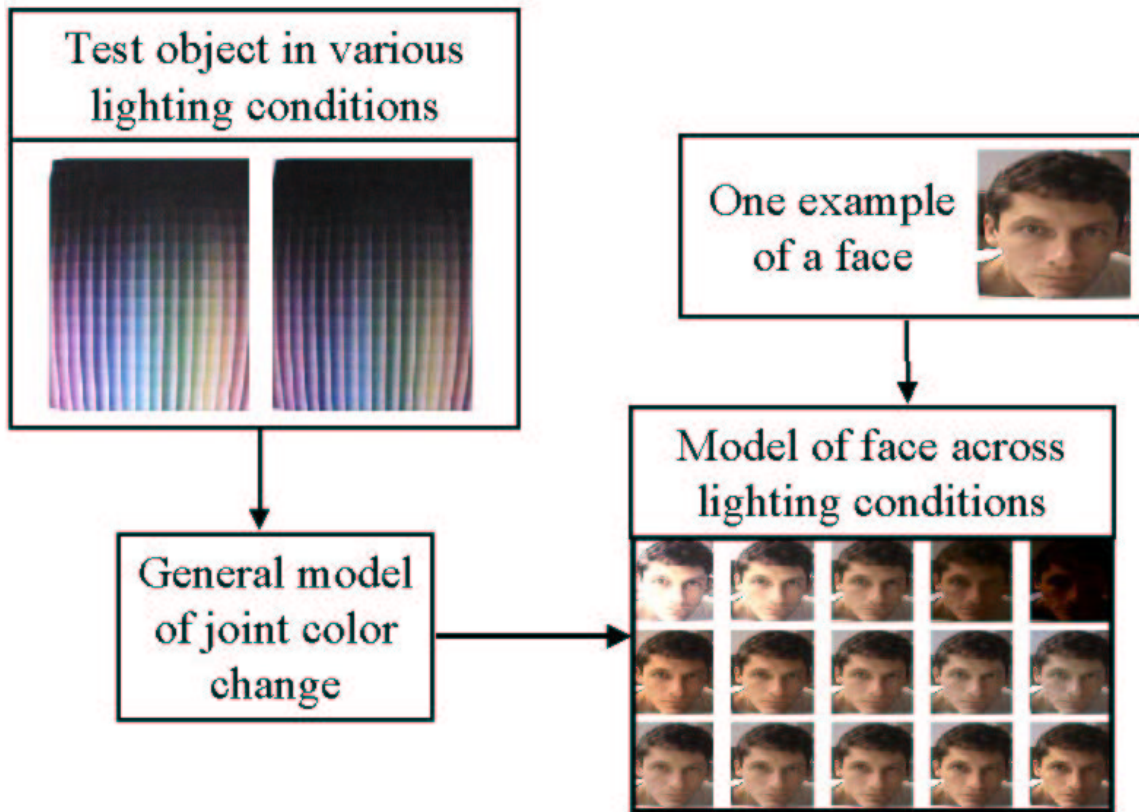 Test object in various
lighting conditions
One example
of a face
General model
of joint color
change
Model of face across
lighting conditions